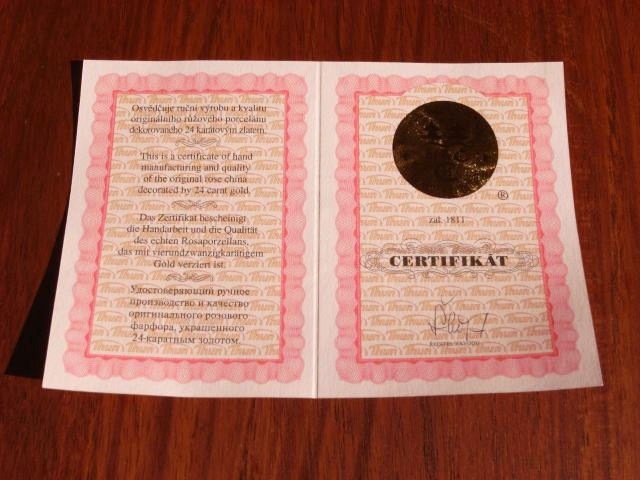 Osvědčuje ruční výrobu a kvalitu
originálního růžového porcelánu
dekorovaného 24 karátovým zlatem.
This is a certificate of hand
manufacturing and quality
of the original rose china
decorated by 24 carat gold.
Das Zertifikat bescheinigt
die Handarbeit und die Qualität
des echten Rosaporzellans,
das mit vierundzwanzigkarätigem
Gold verziert ist.
Удостоверяющий ручное
производство и качество
оригинального розового
фарфора, украшенного
24-каратным золотом.
®
zal. 1811
CERTIFIKÁT